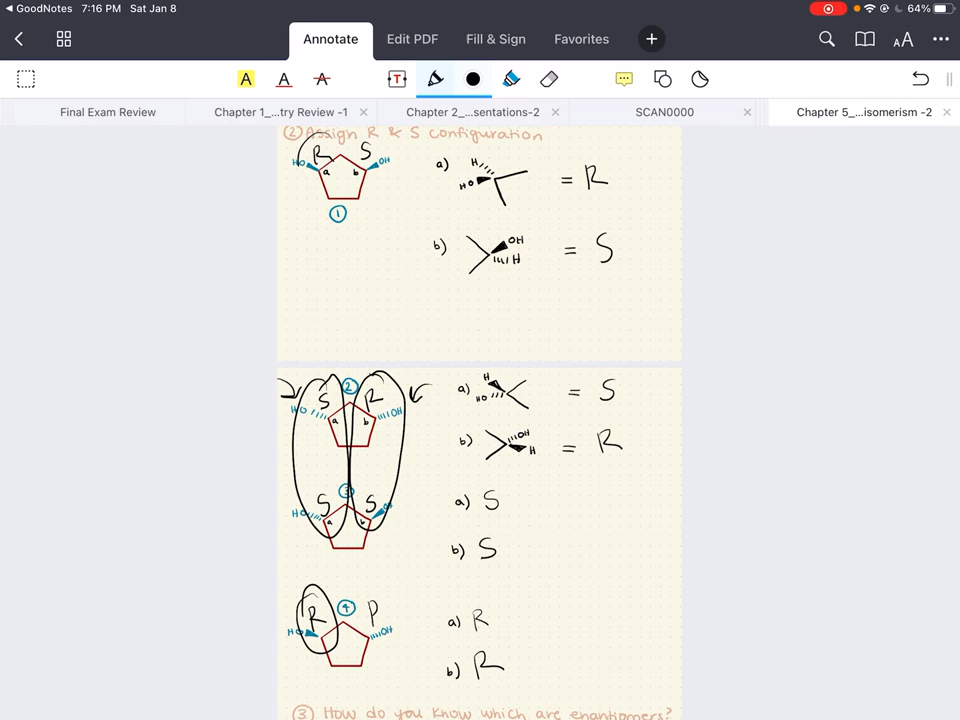 GoodNotes 7:16 PM Sat Jan 8 64%
Annotate Edit PDF Fill & Sign Favorites
AA
A A A T
Final Exam Review Chapter 1_...try Review -1 Chapter 2_...sentations-2 SCAN0000 Chapter 5_...isomerism -2
② Assign R & S configuration
R S
HO OH
a b
①
a) H HO = R
b) OH H = S
②
S R
HO OH
a b
a) H HO = S
b) OH H = R
③
S S
HO OH
a b
a) S
b) S
④
R P
HO OH
a) R
b) R
③ How do you know which are enantiomers?